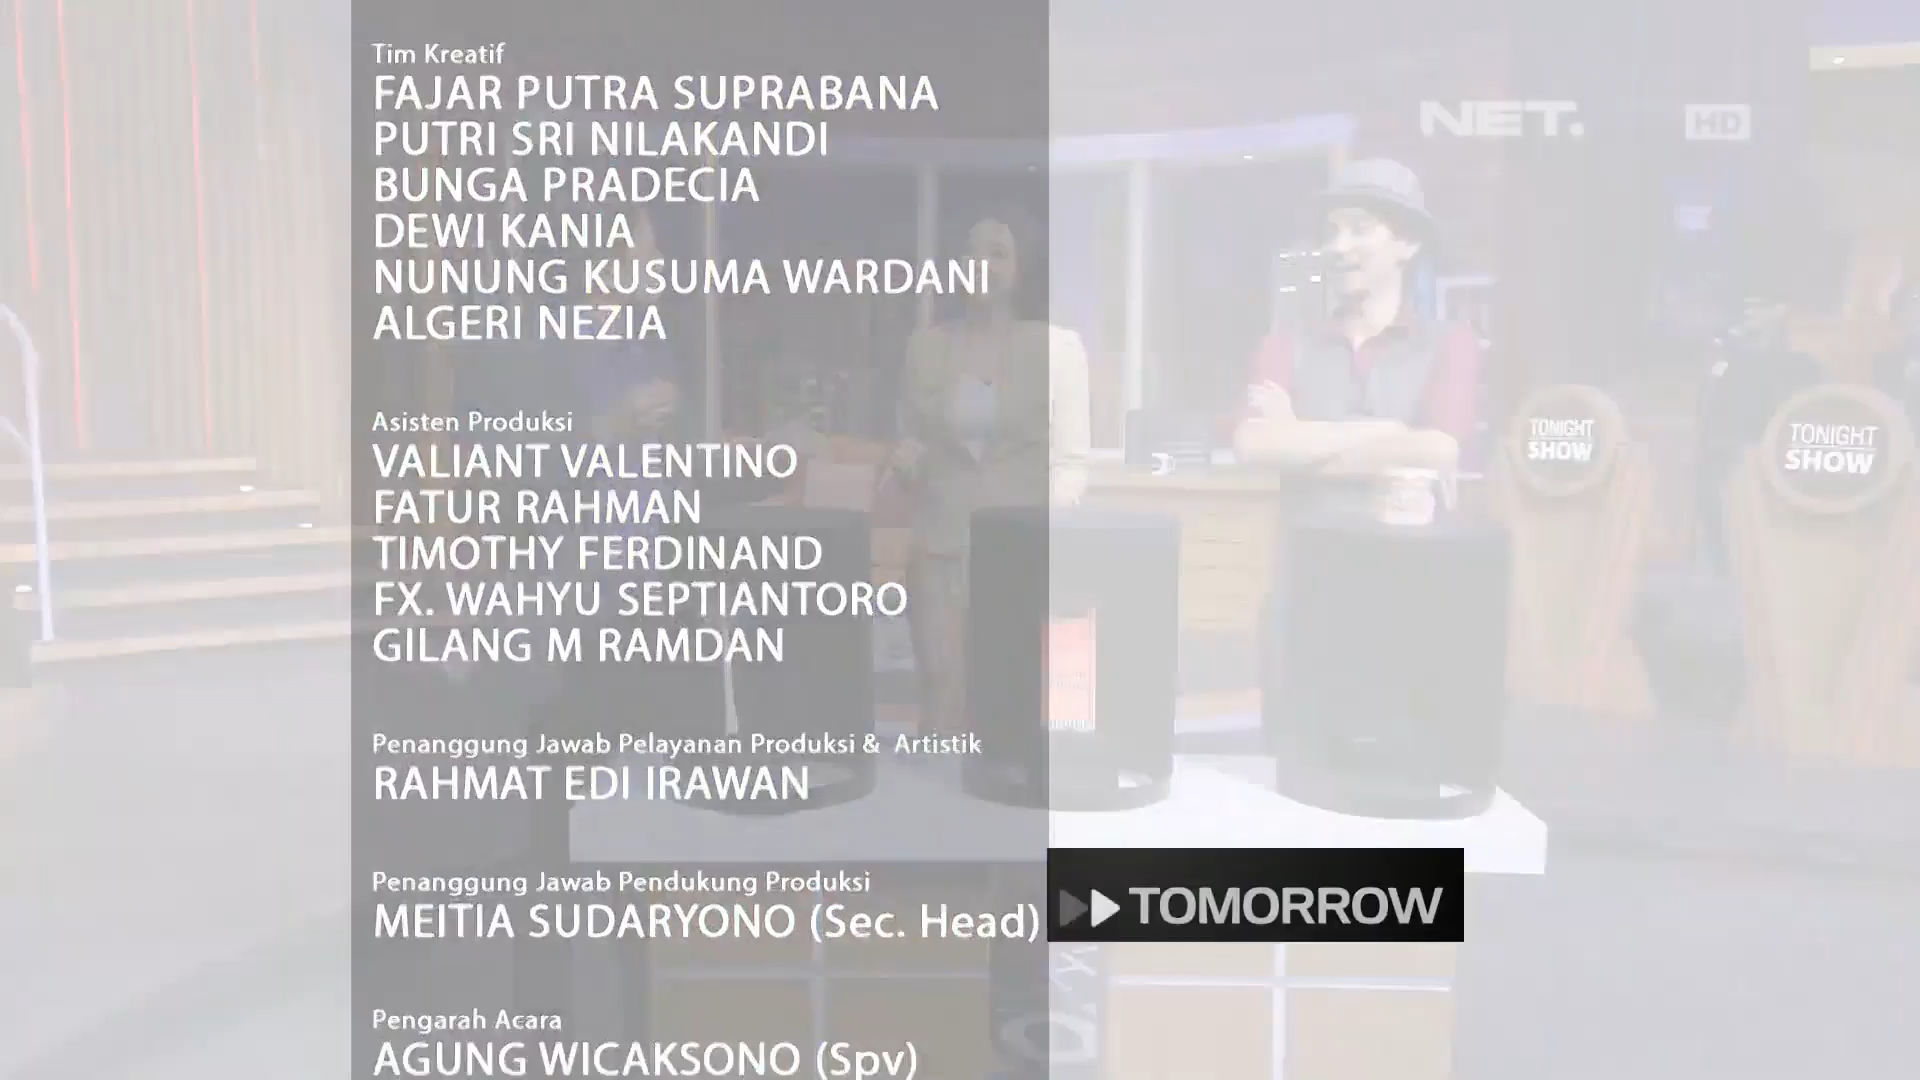 Tim Kreatif
FAJAR PUTRA SUPRABANA
PUTRI SRI NILAKANDI
BUNGA PRADECIA
DEWI KANIA
NUNUNG KUSUMA WARDANI
ALGERI NEZIA
Asisten Produksi
VALIANT VALENTINO
FATUR RAHMAN
TIMOTHY FERDINAND
FX. WAHYU SEPTIANTORO
GILANG M RAMDAN
Penanggung Jawab Pelayanan Produksi & Artistik
RAHMAT EDI IRAWAN
Penanggung Jawab Pendukung Produksi
MEITIA SUDARYONO (Sec. Head)
Pengarah Acara
AGUNG WICAKSONO (Spv)
NET.
HD
TONIGHT
SHOW
TONIGHT
SHOW
TOMORROW